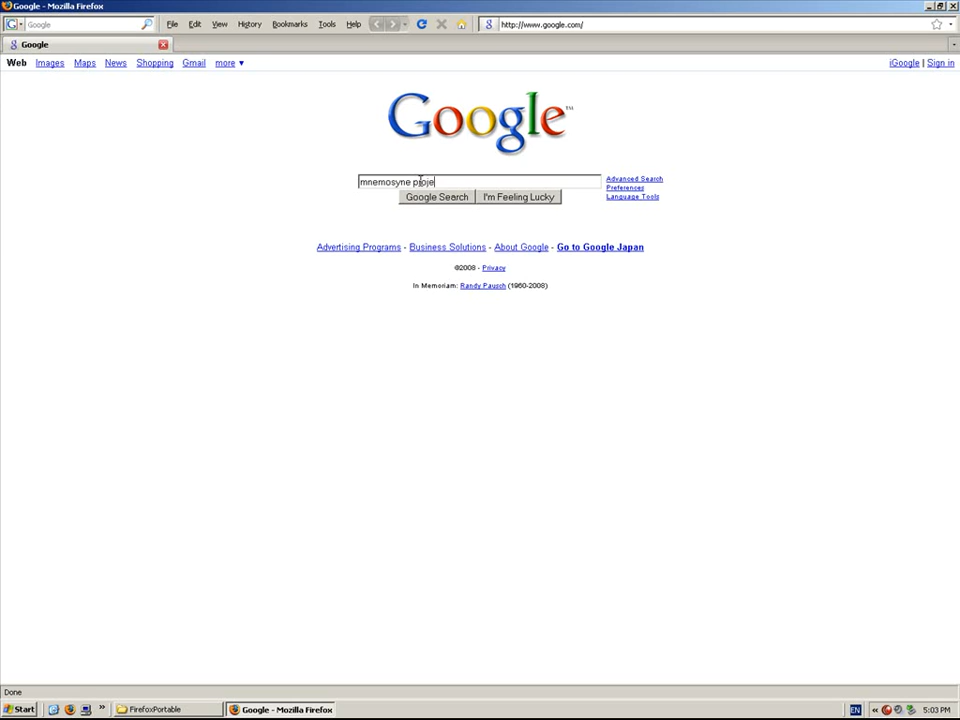 Google - Mozilla Firefox
Google File Edit View History Bookmarks Tools Help http://www.google.com/
Google
Web Images Maps News Shopping Gmail more ▼ iGoogle | Sign in
Google™
mnemosyne proje
Advanced Search
Preferences
Language Tools
Google Search I'm Feeling Lucky
Advertising Programs - Business Solutions - About Google - Go to Google Japan
©2008 - Privacy
In Memoriam: Randy Pausch (1960-2008)
Done
Start » FirefoxPortable Google - Mozilla Firefox EN « 5:03 PM